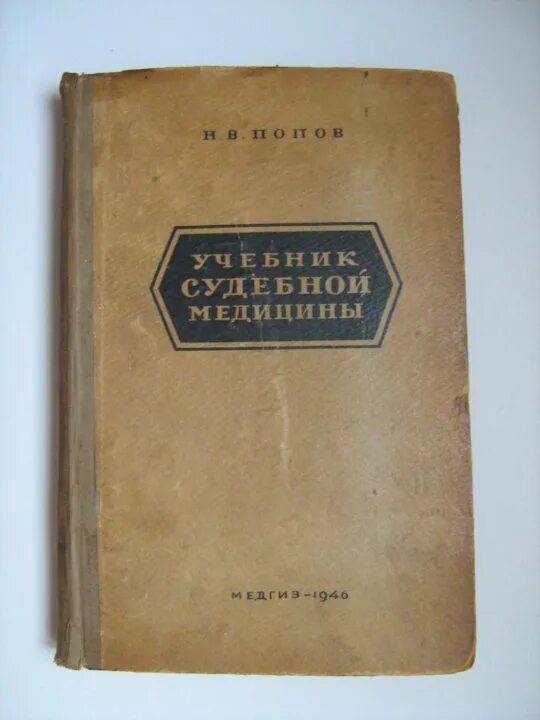 Н. В. ПОПОВ
УЧЕБНИК
СУДЕБНОЙ
МЕДИЦИНЫ
МЕДГИЗ-1946